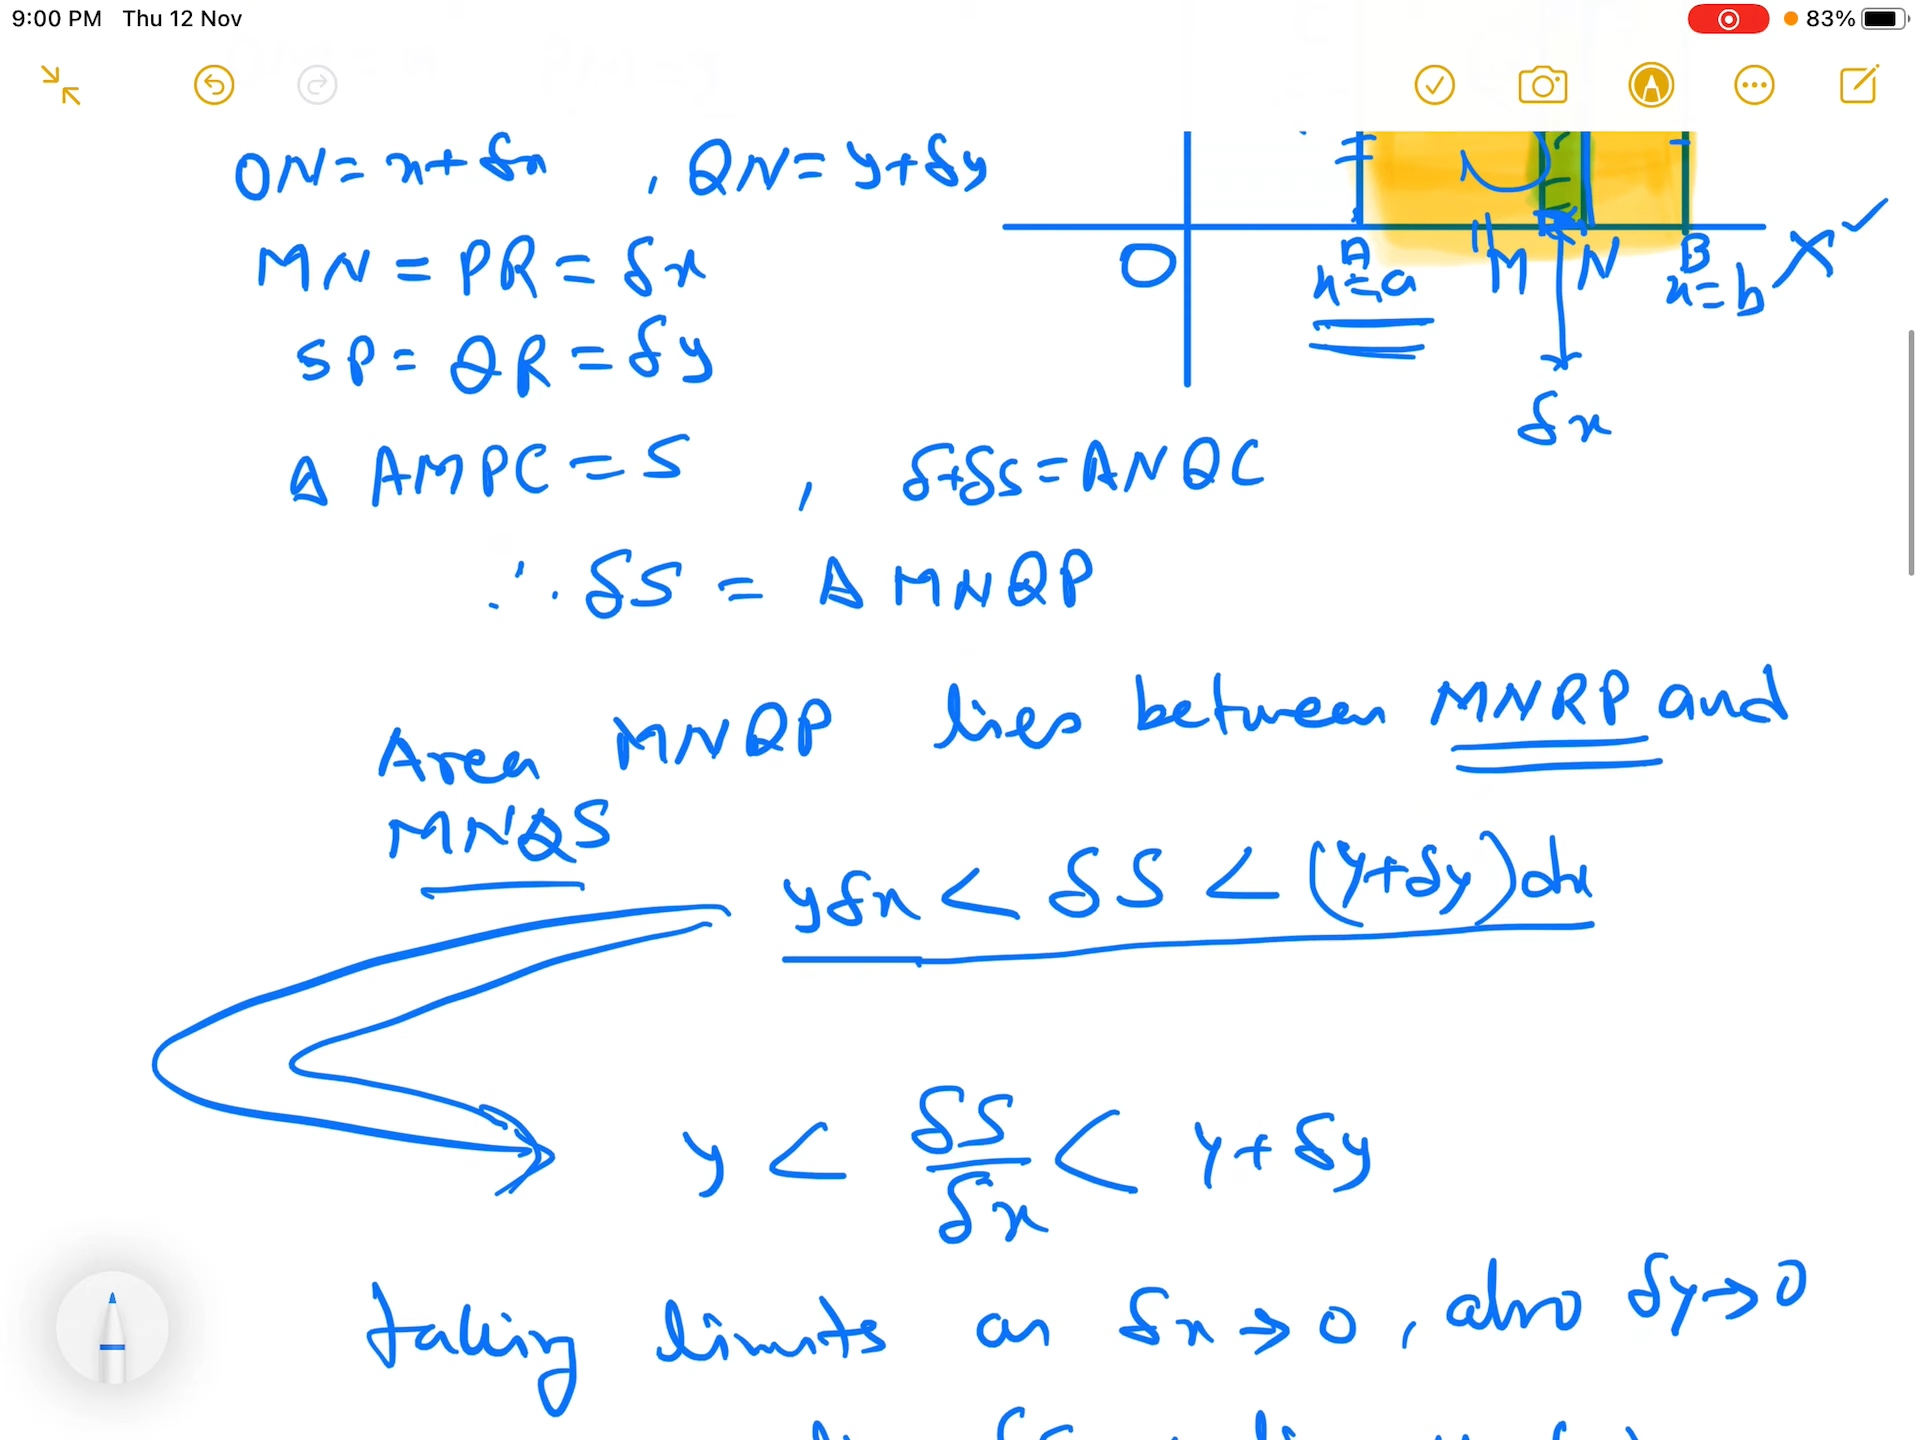 9:00 PM Thu 12 Nov 83%
ON = x + δx , QN = y + δy
MN = PR = δx
SP = QR = δy
O A M N B X
x = a x = b
δx
Δ AMPC = S , S + δS = ANQC
∴ δS = Δ MNQP
Area MNQP lies between MNRP and
MNQS
yδx < δS < (y + δy) dx
y < δS/δx < y + δy
taking limits as δx → 0 , also δy → 0